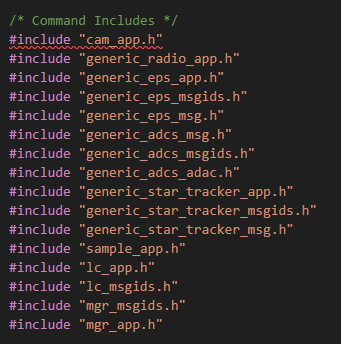 /* Command Includes */
#include "cam_app.h"
#include "generic_radio_app.h"
#include "generic_eps_app.h"
#include "generic_eps_msgids.h"
#include "generic_eps_msg.h"
#include "generic_adcs_msg.h"
#include "generic_adcs_msgids.h"
#include "generic_adcs_adac.h"
#include "generic_star_tracker_app.h"
#include "generic_star_tracker_msgids.h"
#include "generic_star_tracker_msg.h"
#include "sample_app.h"
#include "lc_app.h"
#include "lc_msgids.h"
#include "mgr_msgids.h"
#include "mgr_app.h"